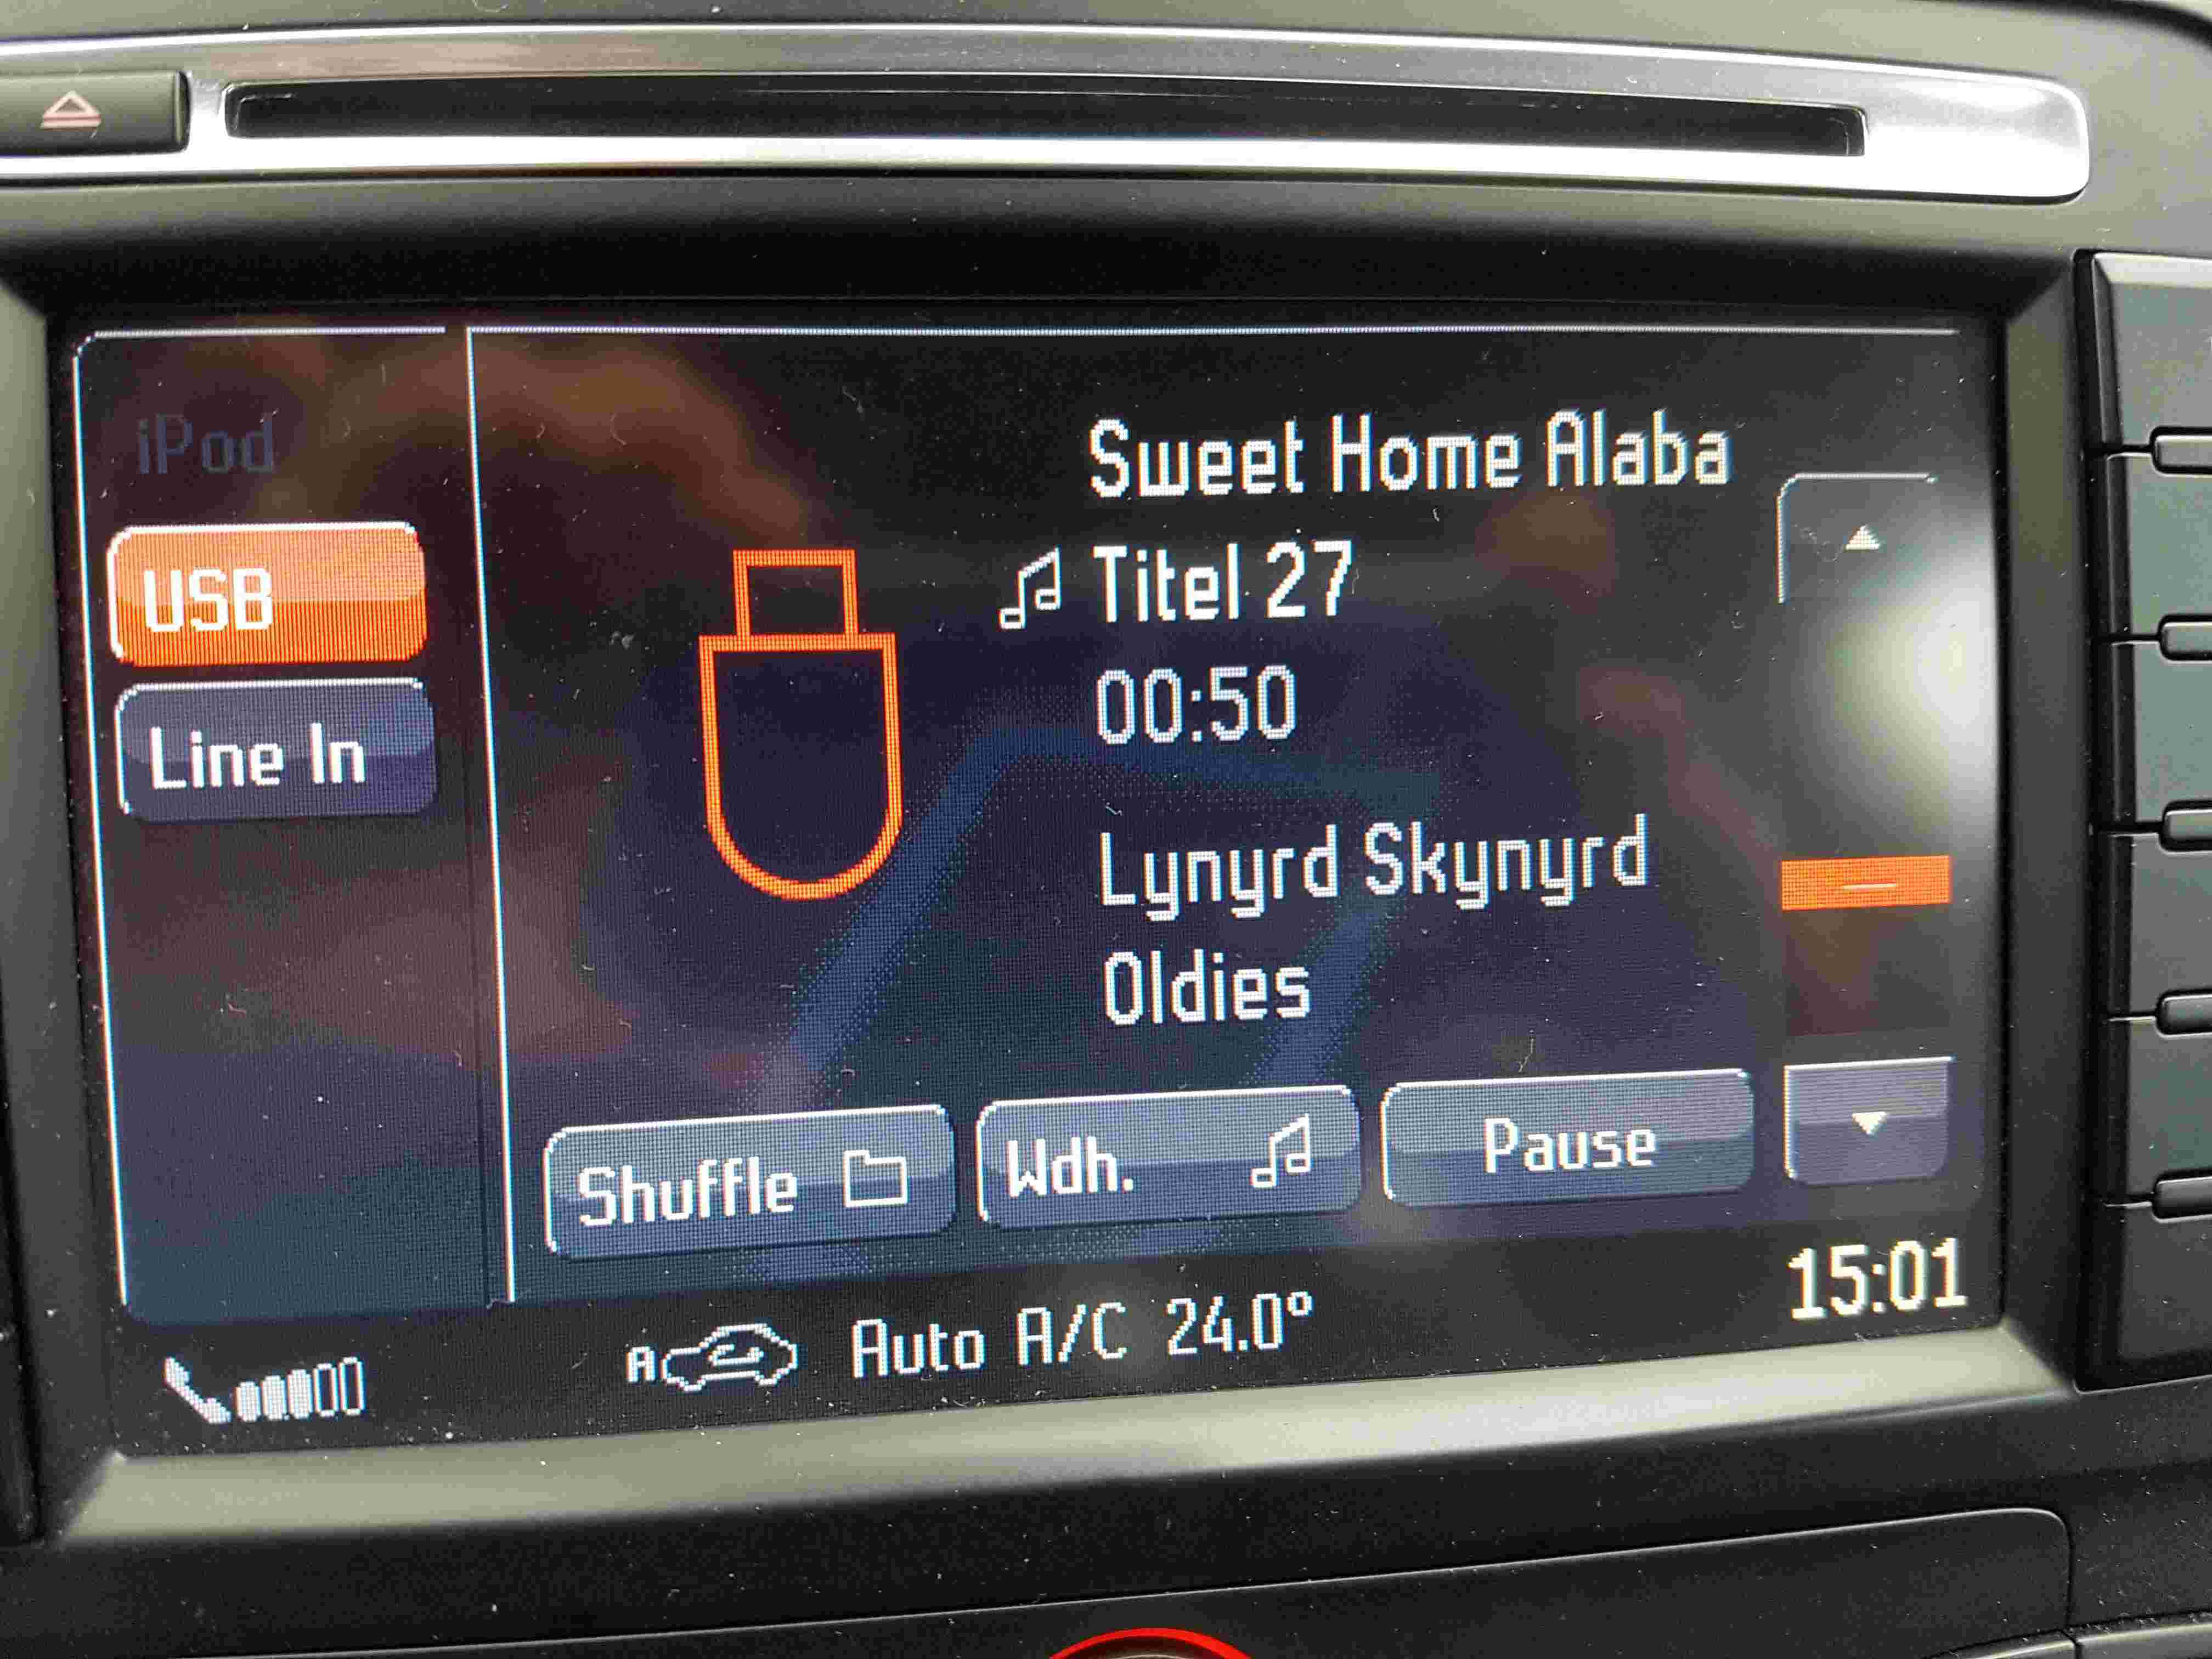 iPod
USB
Line In
Sweet Home Alaba
Titel 27
00:50
Lynyrd Skynyrd
Oldies
Shuffle
Wdh.
Pause
A
Auto A/C 24.0°
15:01